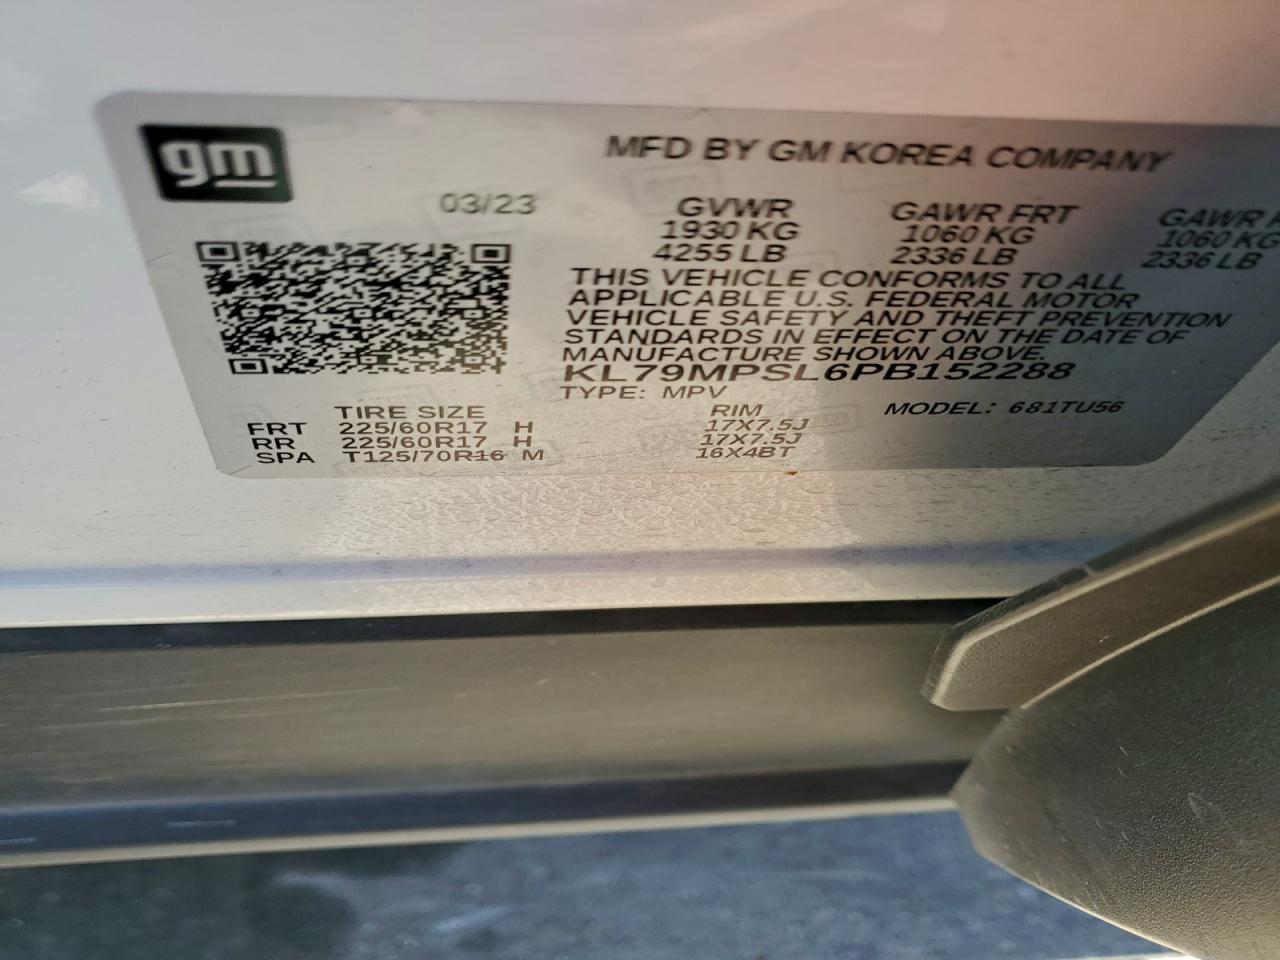 gm
MFD BY GM KOREA COMPANY
03/23
GVWR GAWR FRT GAWR
1930 KG 1060 KG 1060 KG
4255 LB 2336 LB 2336 LB
THIS VEHICLE CONFORMS TO ALL
APPLICABLE U.S. FEDERAL MOTOR
VEHICLE SAFETY AND THEFT PREVENTION
STANDARDS IN EFFECT ON THE DATE OF
MANUFACTURE SHOWN ABOVE.
KL79MPSL6PB152288
TYPE: MPV MODEL: 681TU56
TIRE SIZE RIM
FRT 225/60R17 H 17X7.5J
RR 225/60R17 H 17X7.5J
SPA T125/70R16 M 16X4BT